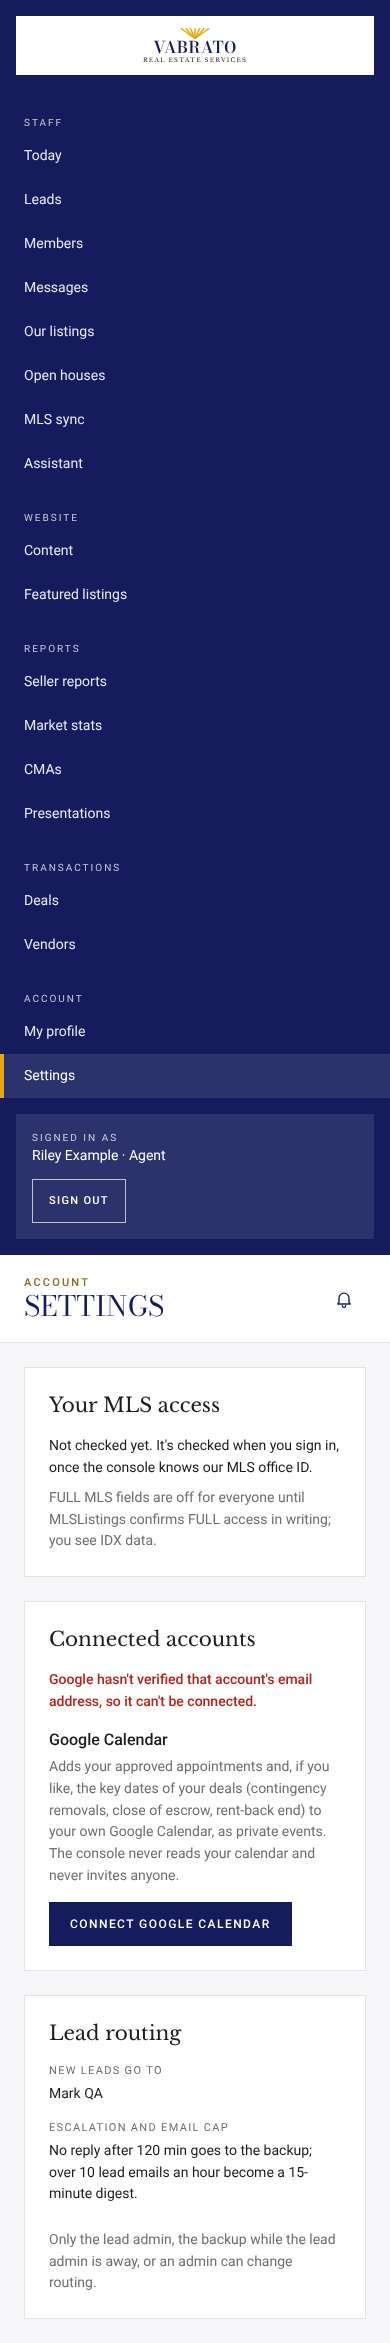 VABRATO
REAL ESTATE SERVICES
STAFF
Today
Leads
Members
Messages
Our listings
Open houses
MLS sync
Assistant
WEBSITE
Content
Featured listings
REPORTS
Seller reports
Market stats
CMAs
Presentations
TRANSACTIONS
Deals
Vendors
ACCOUNT
My profile
Settings
SIGNED IN AS
Riley Example · Agent
SIGN OUT
ACCOUNT
SETTINGS
Your MLS access
Not checked yet. It's checked when you sign in,
once the console knows our MLS office ID.
FULL MLS fields are off for everyone until
MLSListings confirms FULL access in writing;
you see IDX data.
Connected accounts
Google hasn't verified that account's email
address, so it can't be connected.
Google Calendar
Adds your approved appointments and, if you
like, the key dates of your deals (contingency
removals, close of escrow, rent-back end) to
your own Google Calendar, as private events.
The console never reads your calendar and
never invites anyone.
CONNECT GOOGLE CALENDAR
Lead routing
NEW LEADS GO TO
Mark QA
ESCALATION AND EMAIL CAP
No reply after 120 min goes to the backup;
over 10 lead emails an hour become a 15-
minute digest.
Only the lead admin, the backup while the lead
admin is away, or an admin can change
routing.